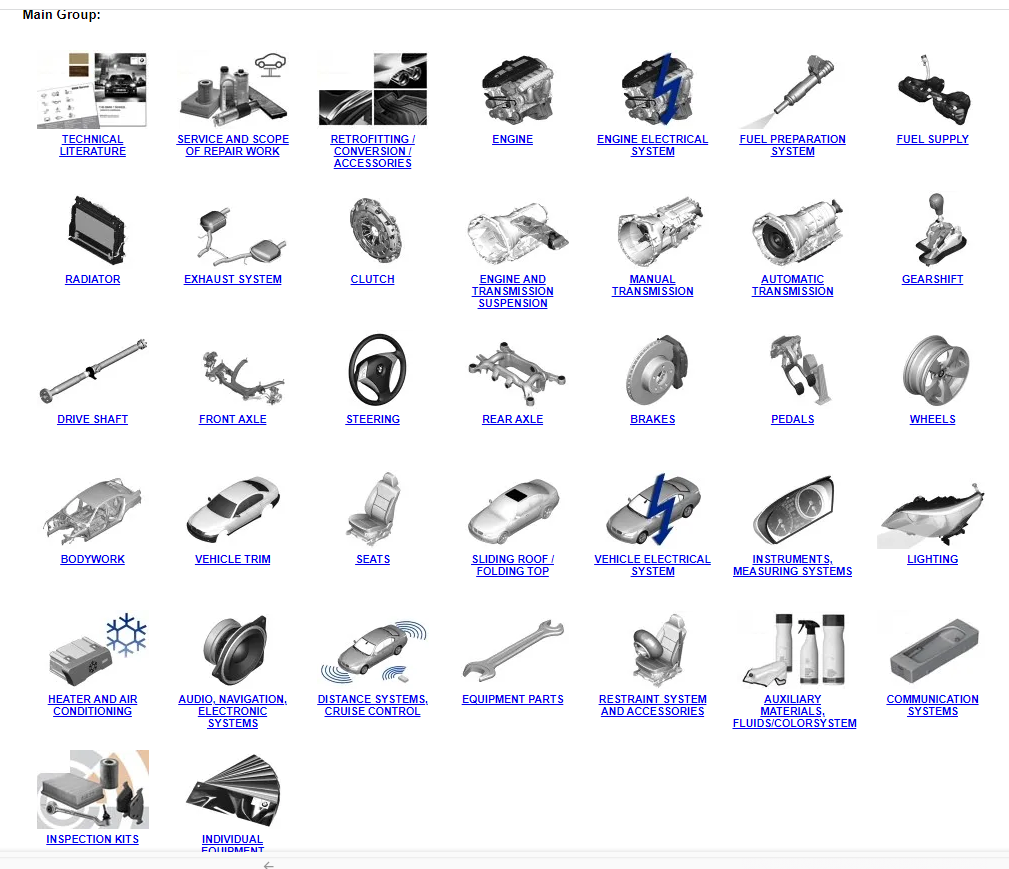 Main Group:
TECHNICAL
LITERATURE
SERVICE AND SCOPE
OF REPAIR WORK
RETROFITTING /
CONVERSION /
ACCESSORIES
ENGINE
ENGINE ELECTRICAL
SYSTEM
FUEL PREPARATION
SYSTEM
FUEL SUPPLY
RADIATOR
EXHAUST SYSTEM
CLUTCH
ENGINE AND
TRANSMISSION
SUSPENSION
MANUAL
TRANSMISSION
AUTOMATIC
TRANSMISSION
GEARSHIFT
DRIVE SHAFT
FRONT AXLE
STEERING
REAR AXLE
BRAKES
PEDALS
WHEELS
BODYWORK
VEHICLE TRIM
SEATS
SLIDING ROOF /
FOLDING TOP
VEHICLE ELECTRICAL
SYSTEM
INSTRUMENTS,
MEASURING SYSTEMS
LIGHTING
HEATER AND AIR
CONDITIONING
AUDIO, NAVIGATION,
ELECTRONIC
SYSTEMS
DISTANCE SYSTEMS,
CRUISE CONTROL
EQUIPMENT PARTS
RESTRAINT SYSTEM
AND ACCESSORIES
AUXILIARY
MATERIALS,
FLUIDS/COLORSYSTEM
COMMUNICATION
SYSTEMS
INSPECTION KITS
INDIVIDUAL
EQUIPMENT